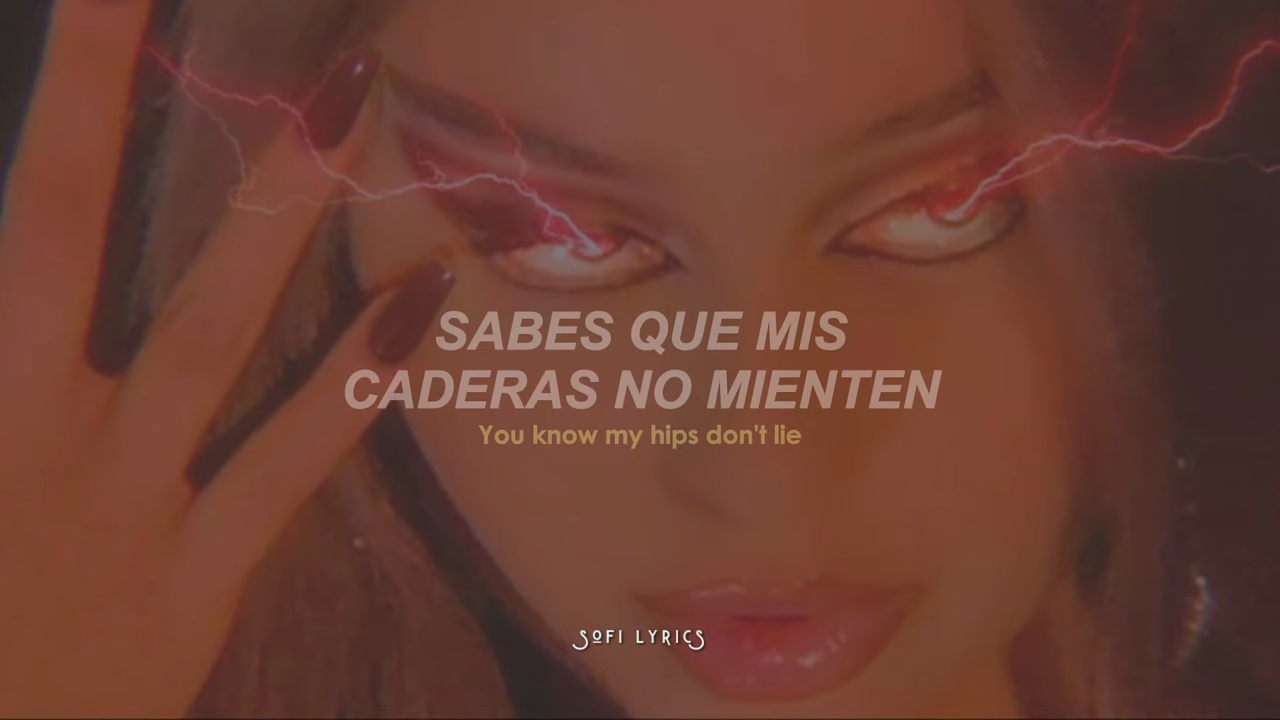 SABES QUE MIS
CADERAS NO MIENTEN
You know my hips don't lie
SOFI LYRICS